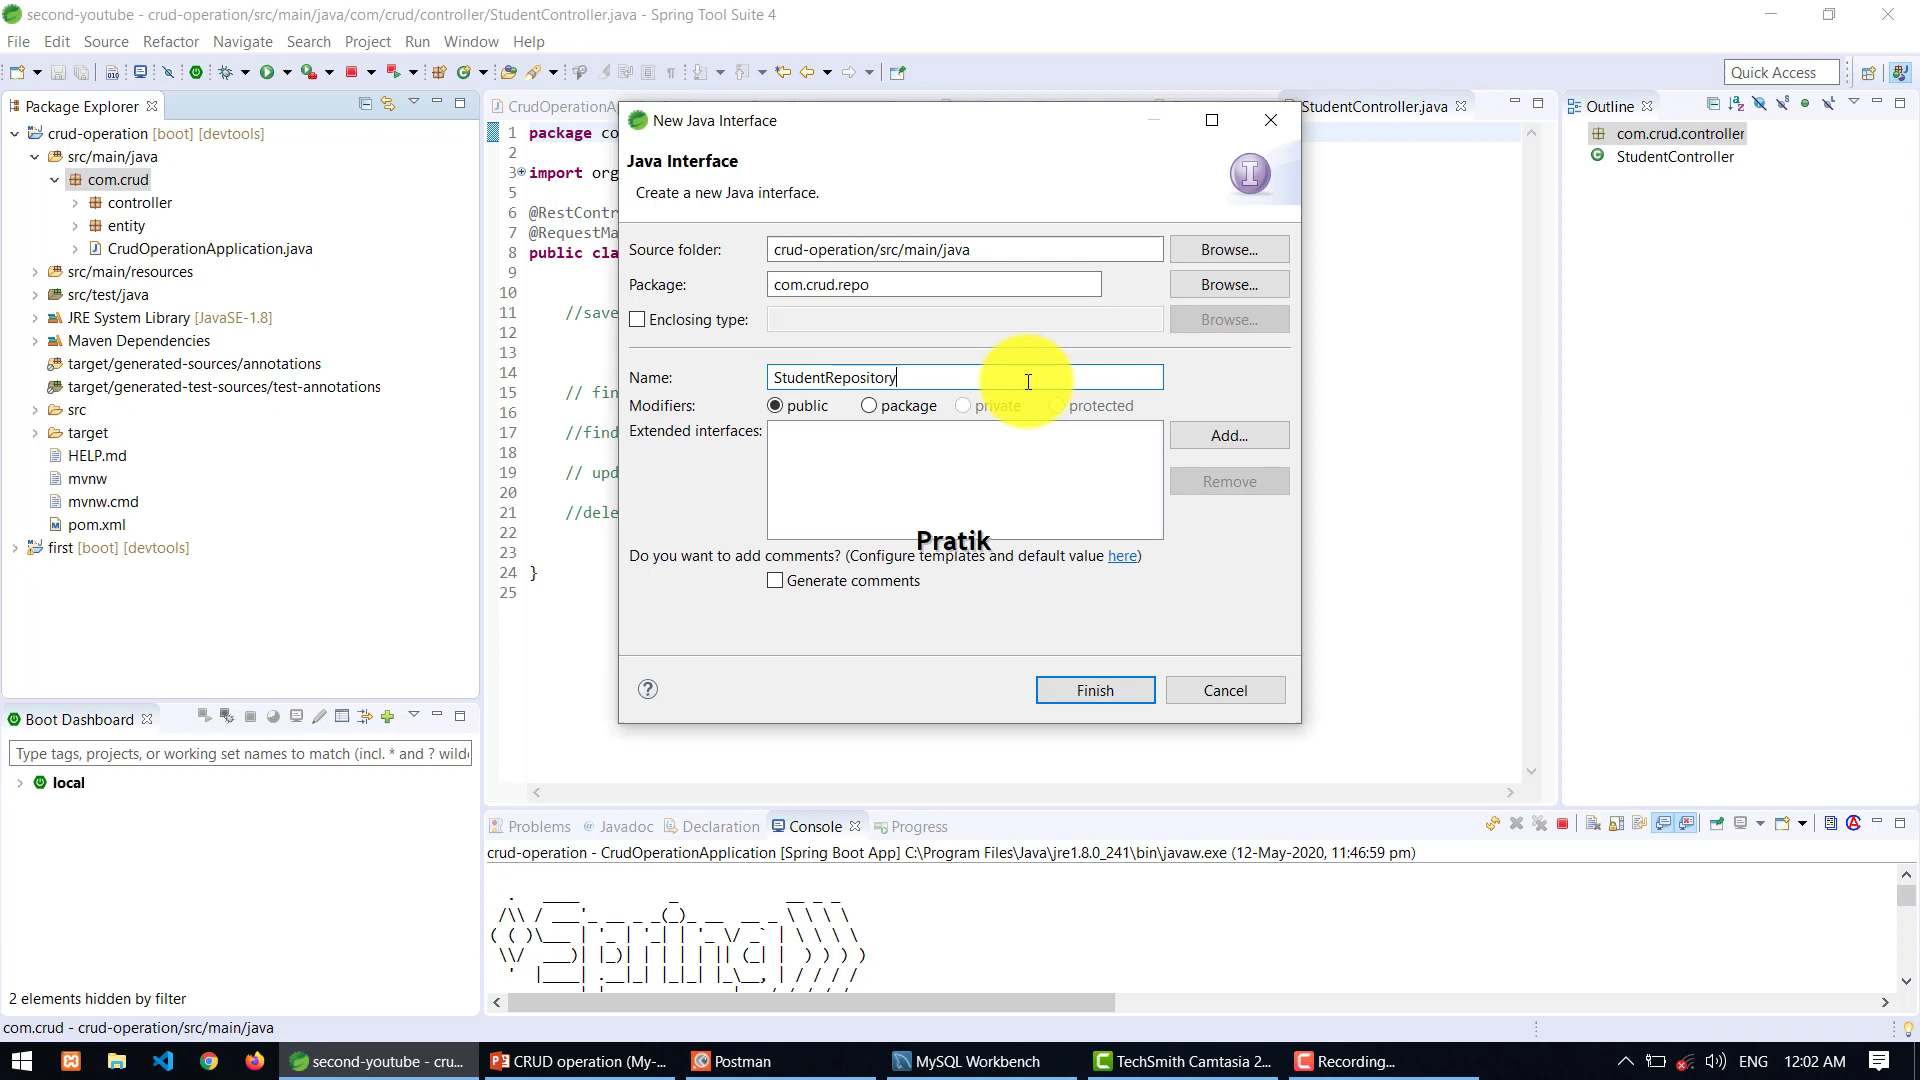 second-youtube - crud-operation/src/main/java/com/crud/controller/StudentController.java - Spring Tool Suite 4
File Edit Source Refactor Navigate Search Project Run Window Help
Quick Access
Package Explorer
crud-operation [boot] [devtools]
src/main/java
com.crud
controller
entity
CrudOperationApplication.java
src/main/resources
src/test/java
JRE System Library [JavaSE-1.8]
Maven Dependencies
target/generated-sources/annotations
target/generated-test-sources/test-annotations
src
target
HELP.md
mvnw
mvnw.cmd
pom.xml
first [boot] [devtools]
Boot Dashboard
Type tags, projects, or working set names to match (incl. * and ? wild
local
2 elements hidden by filter
CrudOperationA
StudentController.java
1 package co
2
3 import org
5
6 @RestContr
7 @RequestMa
8 public cla
9
10
11 //save
12
13
14
15 // fin
16
17 //find
18
19 // upd
20
21 //dele
22
23
24 }
25
New Java Interface
Java Interface
Create a new Java interface.
Source folder: crud-operation/src/main/java Browse...
Package: com.crud.repo Browse...
Enclosing type: Browse...
Name: StudentRepository
Modifiers: public package private protected
Extended interfaces: Add...
Remove
Pratik
Do you want to add comments? (Configure templates and default value here)
Generate comments
Finish Cancel
Outline
com.crud.controller
StudentController
Problems Javadoc Declaration Console Progress
crud-operation - CrudOperationApplication [Spring Boot App] C:\Program Files\Java\jre1.8.0_241\bin\javaw.exe (12-May-2020, 11:46:59 pm)
Spring
com.crud - crud-operation/src/main/java
second-youtube - cru... CRUD operation (My-... Postman MySQL Workbench TechSmith Camtasia 2... Recording... ENG 12:02 AM